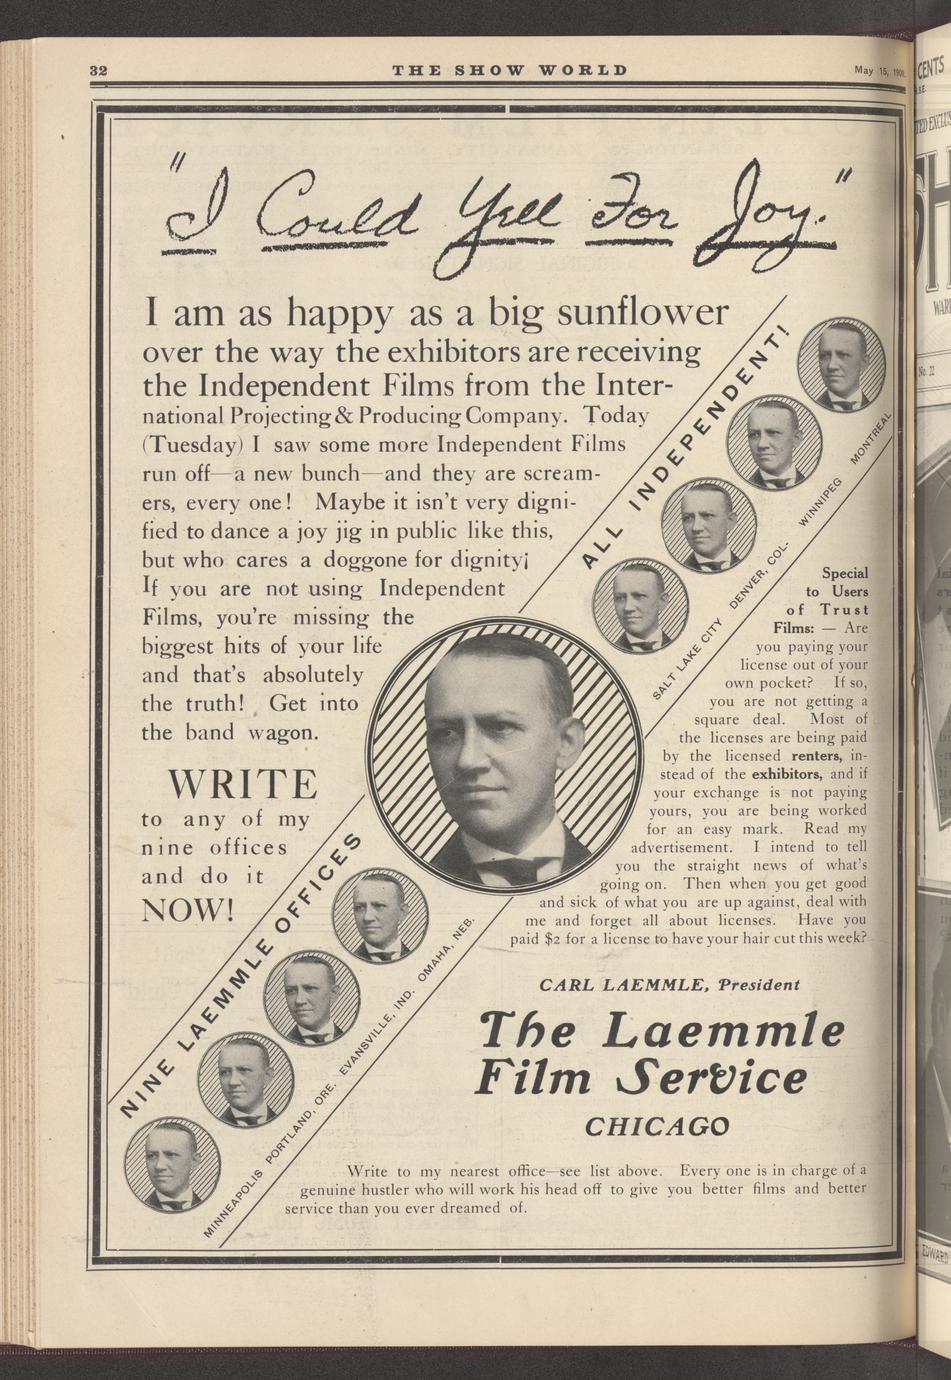 32
THE SHOW WORLD
May 15, 1909.
"I Could Yell For Joy."
I am as happy as a big sunflower
over the way the exhibitors are receiving
the Independent Films from the Inter-
national Projecting & Producing Company. Today
(Tuesday) I saw some more Independent Films
run off—a new bunch—and they are scream-
ers, every one! Maybe it isn't very digni-
fied to dance a joy jig in public like this,
but who cares a doggone for dignity¡
If you are not using Independent
Films, you're missing the
biggest hits of your life
and that's absolutely
the truth! Get into
the band wagon.
WRITE
to any of my
nine offices
and do it
NOW!
ALL INDEPENDENT!
SALT LAKE CITY DENVER, COL- WINNIPEG MONTREAL
NINE LAEMMLE OFFICES
MINNEAPOLIS PORTLAND, ORE. EVANSVILLE, IND. OMAHA, NEB.
Special
to Users
of Trust
Films: — Are
you paying your
license out of your
own pocket? If so,
you are not getting a
square deal. Most of
the licenses are being paid
by the licensed renters, in-
stead of the exhibitors, and if
your exchange is not paying
yours, you are being worked
for an easy mark. Read my
advertisement. I intend to tell
you the straight news of what's
going on. Then when you get good
and sick of what you are up against, deal with
me and forget all about licenses. Have you
paid $2 for a license to have your hair cut this week?
CARL LAEMMLE, President
The Laemmle
Film Service
CHICAGO
Write to my nearest office—see list above. Every one is in charge of a
genuine hustler who will work his head off to give you better films and better
service than you ever dreamed of.
CENTS
No. 22
EDWARD